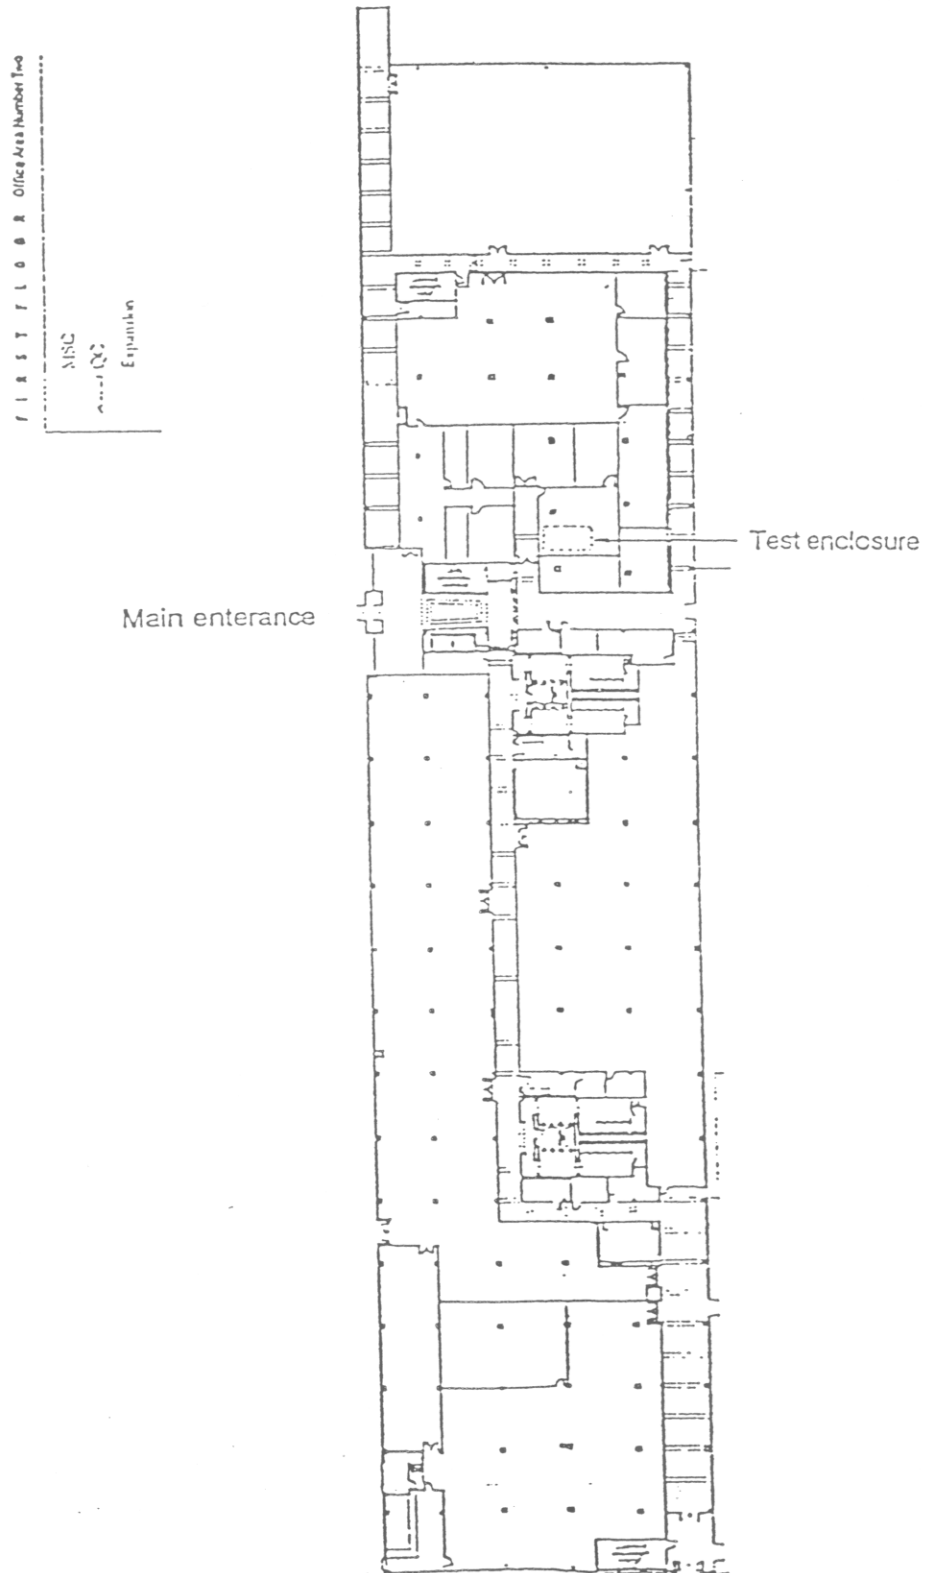 FIRST FLOOR Office Area Number Two
MSC
QC
Expansion
Test enclosure
Main enterance